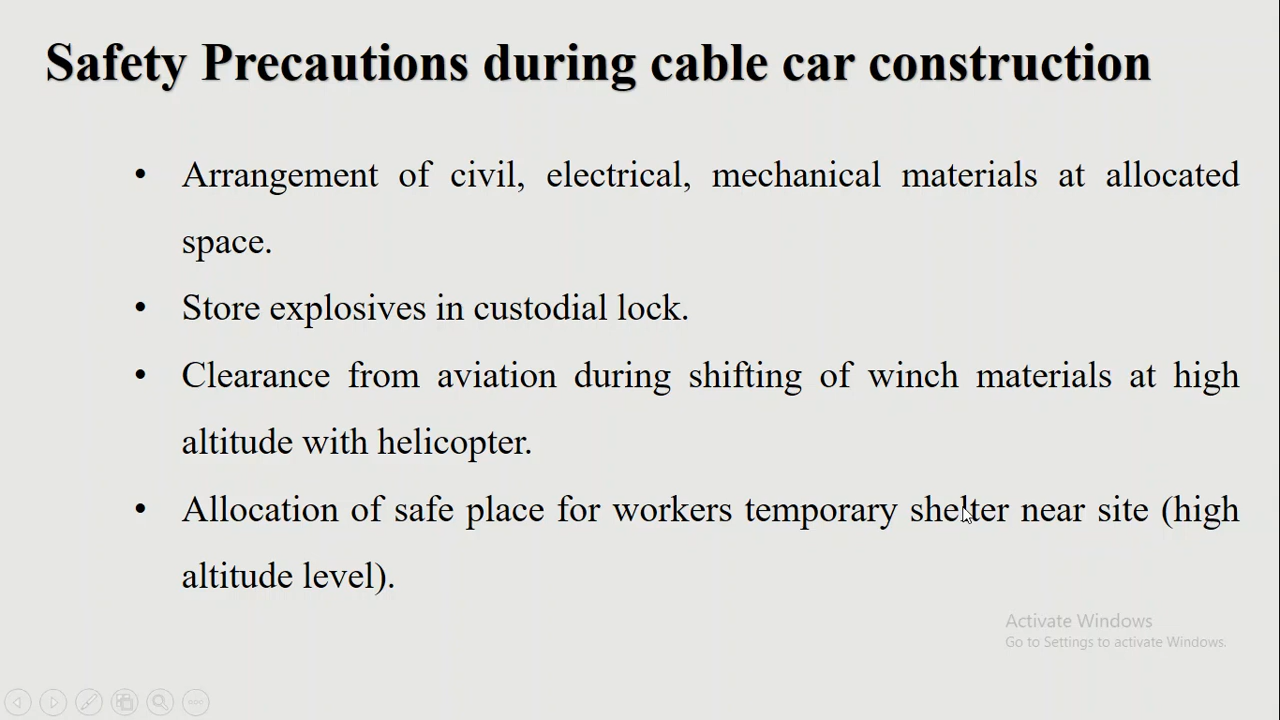 Safety Precautions during cable car construction
• Arrangement of civil, electrical, mechanical materials at allocated
space.
• Store explosives in custodial lock.
• Clearance from aviation during shifting of winch materials at high
altitude with helicopter.
• Allocation of safe place for workers temporary shelter near site (high
altitude level).
Activate Windows
Go to Settings to activate Windows.